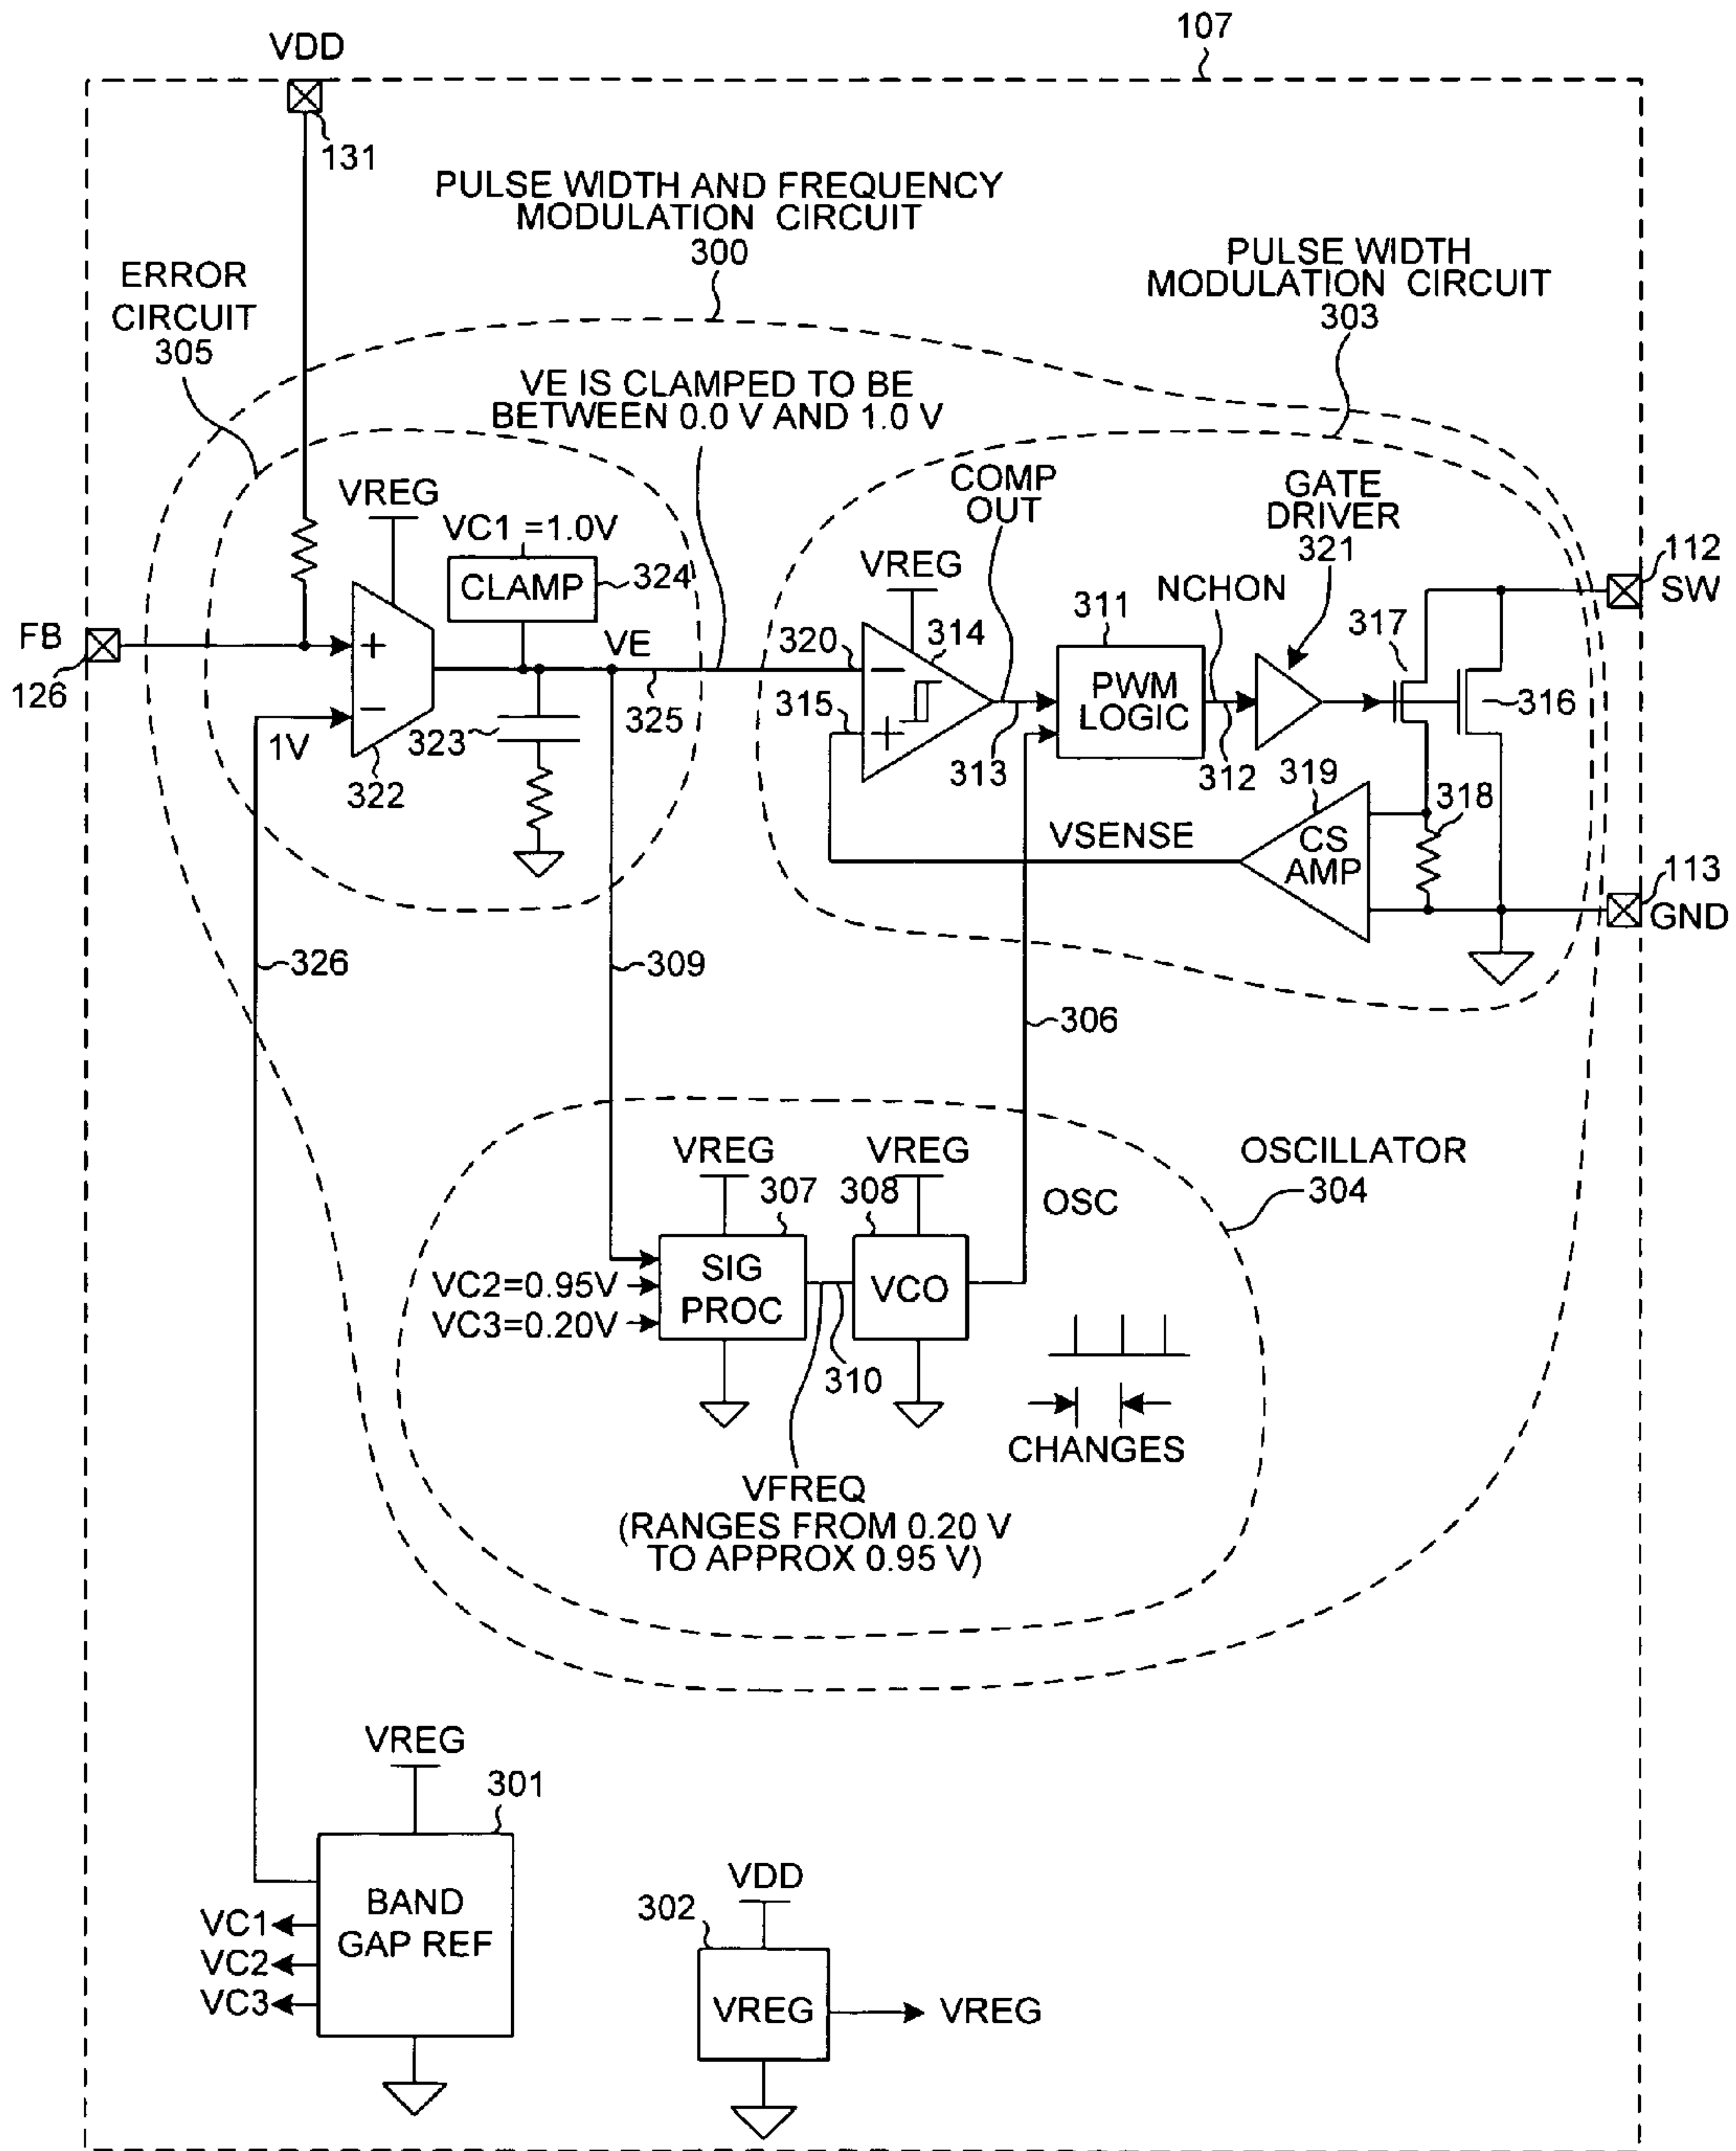 107
VDD
131
PULSE WIDTH AND FREQUENCY
MODULATION CIRCUIT
300
PULSE WIDTH
MODULATION CIRCUIT
303
ERROR
CIRCUIT
305
VE IS CLAMPED TO BE
BETWEEN 0.0 V AND 1.0 V
VREG
VC1 =1.0V
CLAMP
324
COMP
OUT
GATE
DRIVER
321
VREG
NCHON
112
SW
FB
126
+
−
1V
322
323
VE
325
320
−
315
+
314
313
311
PWM
LOGIC
312
317
316
319
CS
AMP
318
VSENSE
113
GND
326
309
306
VREG
VREG
OSCILLATOR
304
307
308
OSC
SIG
PROC
VCO
VC2=0.95V
VC3=0.20V
310
CHANGES
VFREQ
(RANGES FROM 0.20 V
TO APPROX 0.95 V)
VREG
301
BAND
GAP REF
VC1
VC2
VC3
VDD
302
VREG
VREG